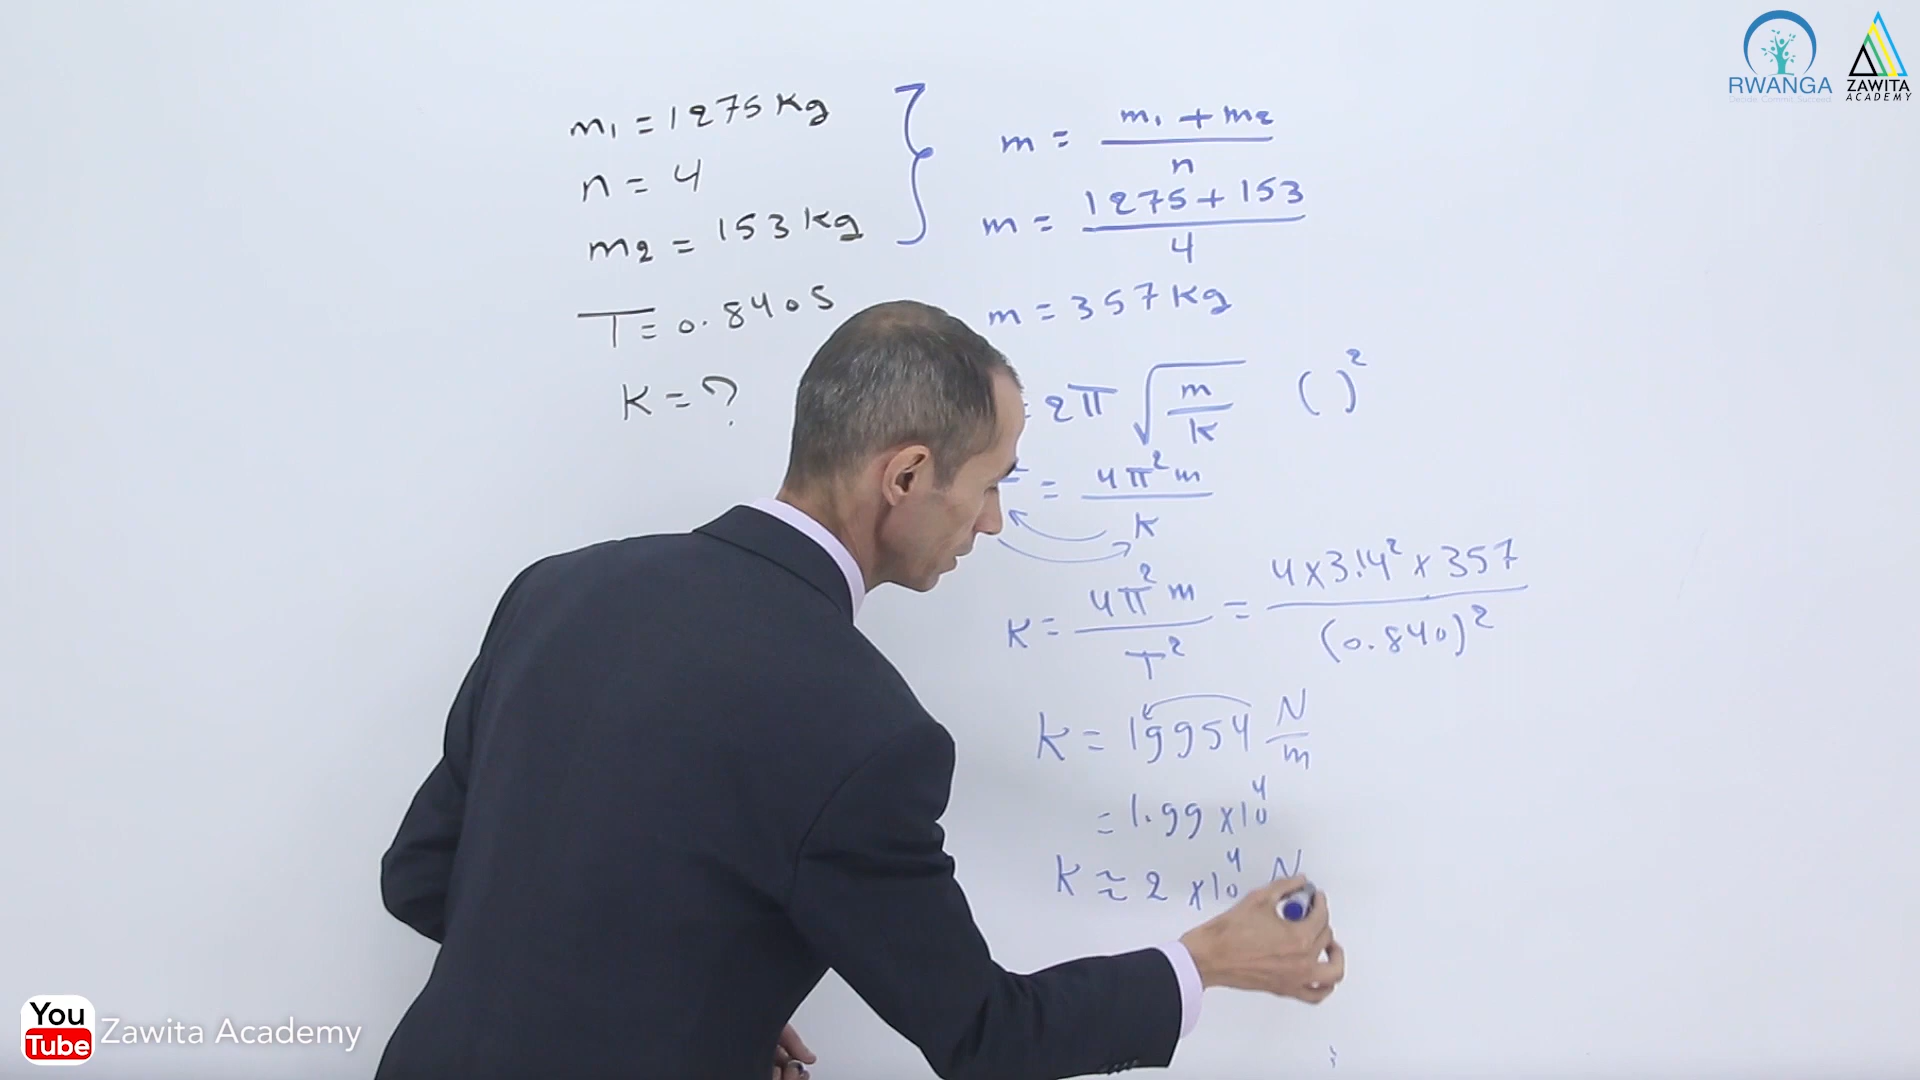 m₁ = 1275 Kg
n = 4
m₂ = 153 Kg
T = 0.840 s
K = ?
m = (m₁ + m₂) / n
m = (1275 + 153) / 4
m = 357 Kg
= 2π √(m / K) ( )²
= 4π²m / K
K = 4π²m / T² = 4 x 3.14² x 357 / (0.840)²
K = 19954 N/m
= 1.99 x 10⁴
K ≈ 2 x 10⁴ N
RWANGA
ZAWITA
ACADEMY
You
Tube
Zawita Academy